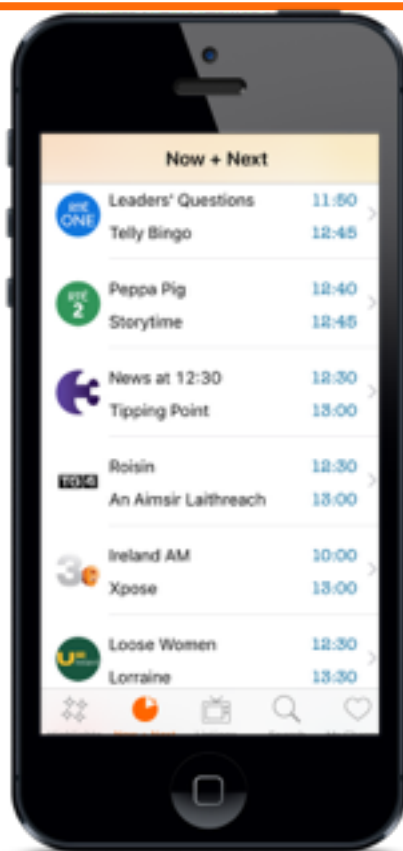 Now + Next
RTÉ
ONE
Leaders' Questions 11:50
Telly Bingo 12:45
RTÉ
2
Peppa Pig 12:40
Storytime 12:45
3
News at 12:30 12:30
Tipping Point 13:00
TG4
Roisin 12:30
An Aimsir Laithreach 13:00
3e
Ireland AM 10:00
Xpose 13:00
Loose Women 12:30
Lorraine 13:30